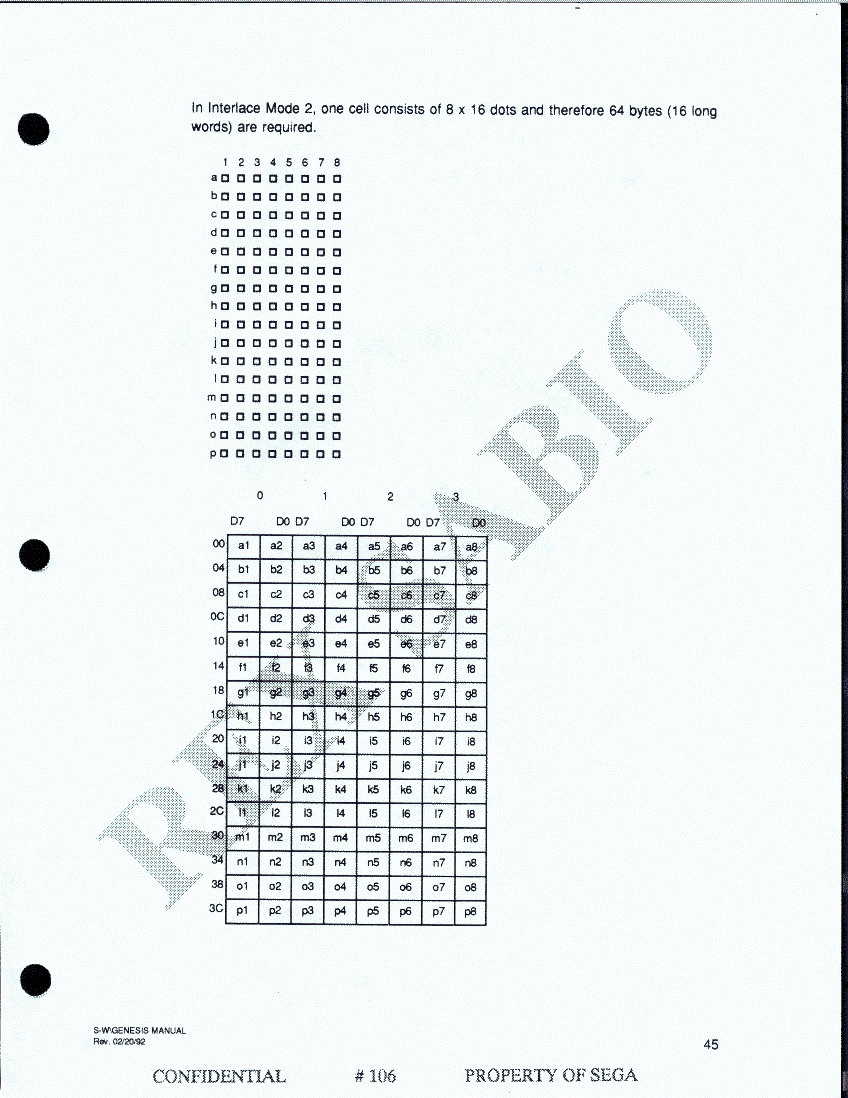 In Interlace Mode 2, one cell consists of 8 x 16 dots and therefore 64 bytes (16 long
words) are required.
1 2 3 4 5 6 7 8
a
b
c
d
e
f
g
h
i
j
k
l
m
n
o
p
0 1 2 3
D7 D0 D7 D0 D7 D0 D7 D0
00 a1 a2 a3 a4 a5 a6 a7 a8
04 b1 b2 b3 b4 b5 b6 b7 b8
08 c1 c2 c3 c4 c5 c6 c7 c8
0C d1 d2 d3 d4 d5 d6 d7 d8
10 e1 e2 e3 e4 e5 e6 e7 e8
14 f1 f2 f3 f4 f5 f6 f7 f8
18 g1 g2 g3 g4 g5 g6 g7 g8
1C h1 h2 h3 h4 h5 h6 h7 h8
20 i1 i2 i3 i4 i5 i6 i7 i8
24 j1 j2 j3 j4 j5 j6 j7 j8
28 k1 k2 k3 k4 k5 k6 k7 k8
2C l1 l2 l3 l4 l5 l6 l7 l8
30 m1 m2 m3 m4 m5 m6 m7 m8
34 n1 n2 n3 n4 n5 n6 n7 n8
38 o1 o2 o3 o4 o5 o6 o7 o8
3C p1 p2 p3 p4 p5 p6 p7 p8
S-W\GENESIS MANUAL
Rev. 02/20/92
45
CONFIDENTIAL # 106 PROPERTY OF SEGA